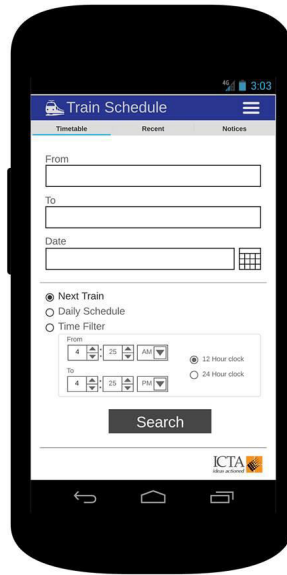 4G 3:03
Train Schedule
Timetable Recent Notices
From
To
Date
Next Train
Daily Schedule
Time Filter
From
4 : 25 AM
12 Hour clock
To
4 : 25 PM
24 Hour clock
Search
ICTA
ideas actioned